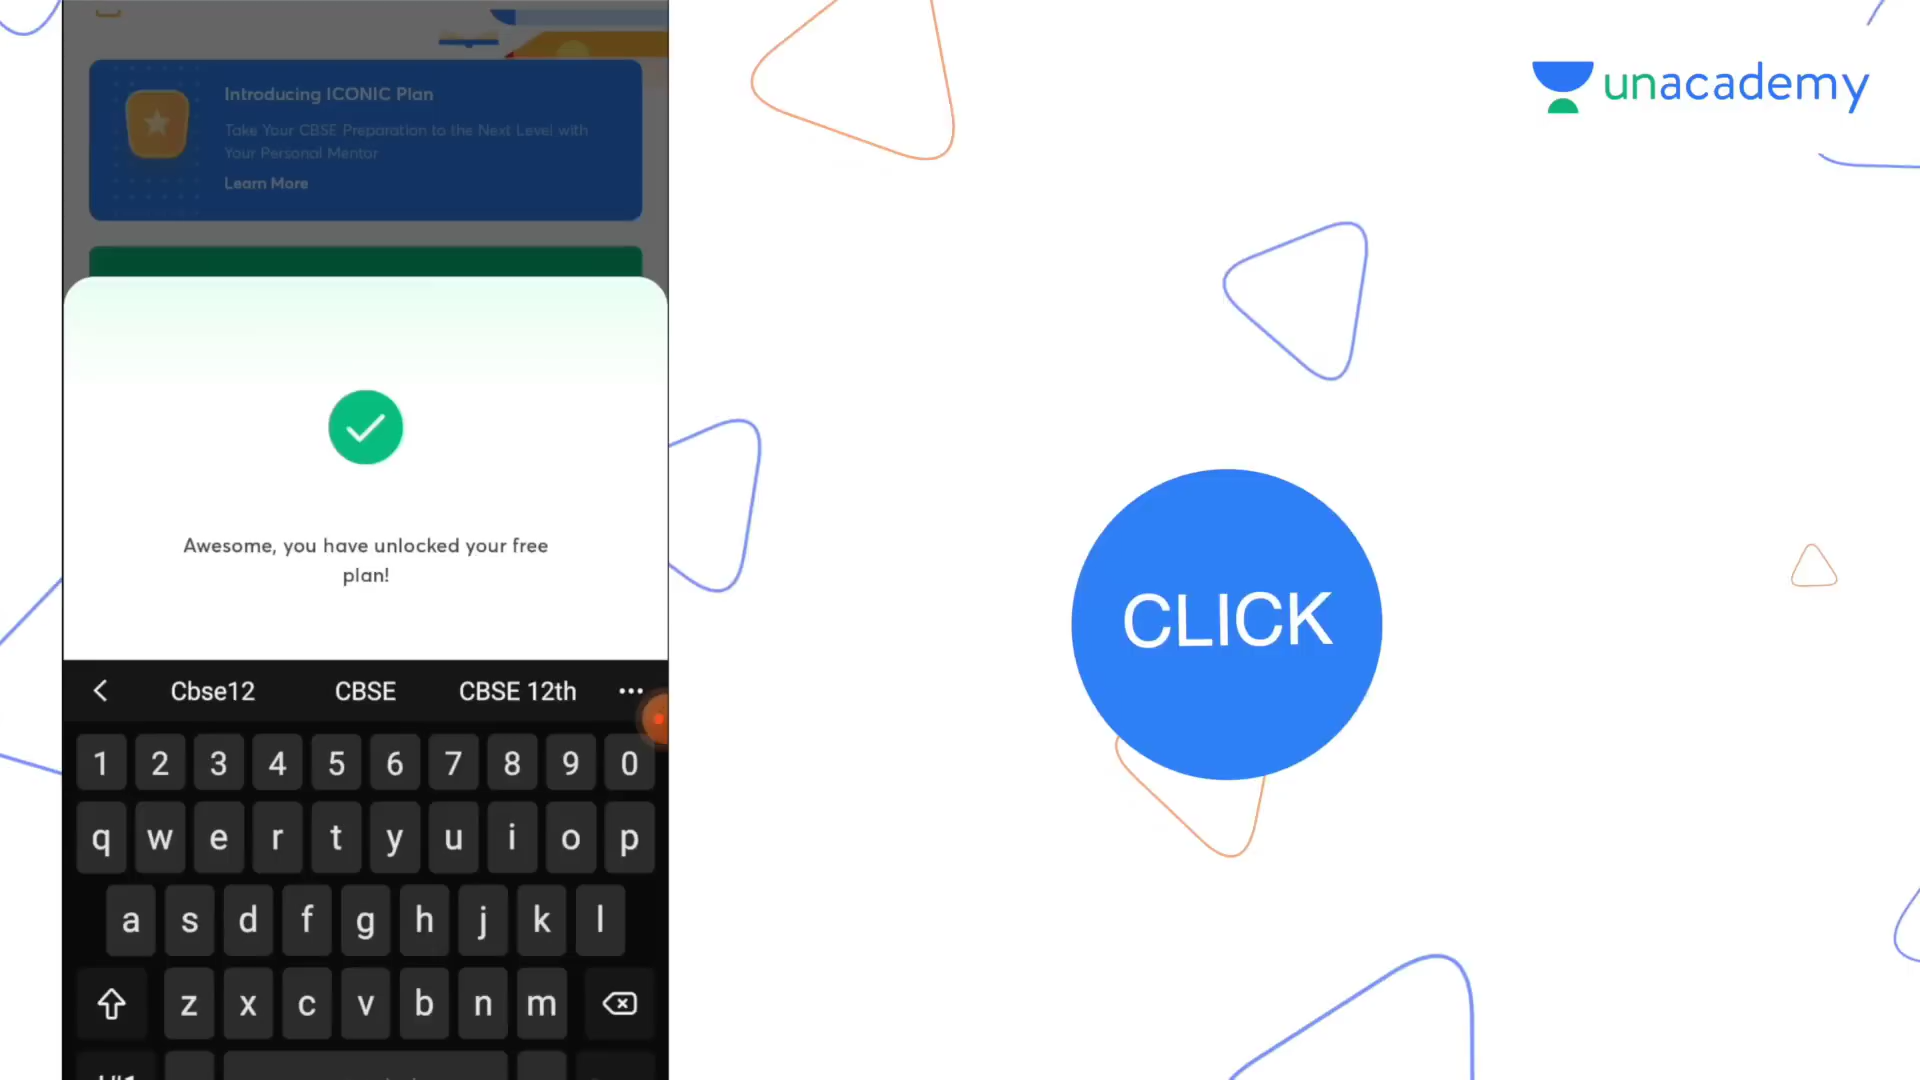 Introducing ICONIC Plan
Take Your CBSE Preparation to the Next Level with
Your Personal Mentor
Learn More
unacademy
Awesome, you have unlocked your free
plan!
CLICK
Cbse12 CBSE CBSE 12th
1 2 3 4 5 6 7 8 9 0
q w e r t y u i o p
a s d f g h j k l
z x c v b n m